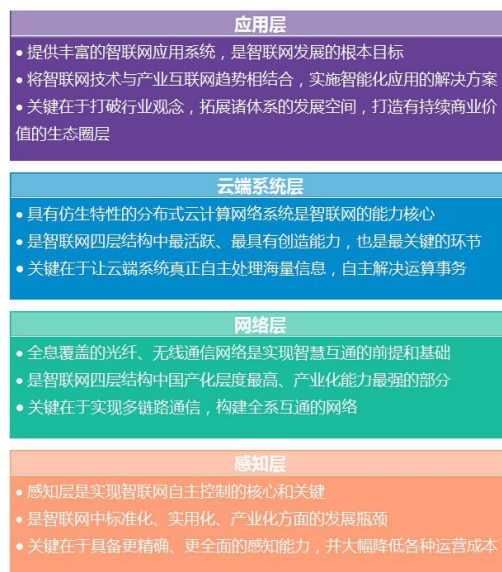 应用层
• 提供丰富的智联网应用系统，是智联网发展的根本目标
• 将智联网技术与产业互联网趋势相结合，实施智能化应用的解决方案
• 关键在于打破行业观念，拓展诸体系的发展空间，打造有持续商业价
值的生态圈层
云端系统层
• 具有仿生特性的分布式云计算网络系统是智联网的能力核心
• 是智联网四层结构中最活跃、最具有创造能力，也是最关键的环节
• 关键在于让云端系统真正自主处理海量信息，自主解决运算事务
网络层
• 全息覆盖的光纤、无线通信网络是实现智慧互通的前提和基础
• 是智联网四层结构中国产化层度最高、产业化能力最强的部分
• 关键在于实现多链路通信，构建全系互通的网络
感知层
• 感知层是实现智联网自主控制的核心和关键
• 是智联网中标准化、实用化、产业化方面的发展瓶颈
• 关键在于具备更精确、更全面的感知能力，并大幅降低各种运营成本